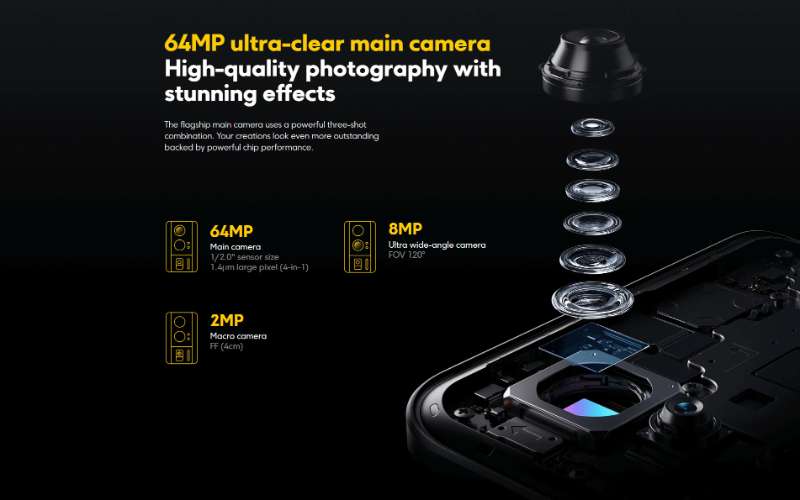 64MP ultra-clear main camera
High-quality photography with
stunning effects
The flagship main camera uses a powerful three-shot
combination. Your creations look even more outstanding
backed by powerful chip performance.
64MP
Main camera
1/2.0" sensor size
1.4μm large pixel (4-in-1)
8MP
Ultra wide-angle camera
FOV 120°
2MP
Macro camera
FF (4cm)